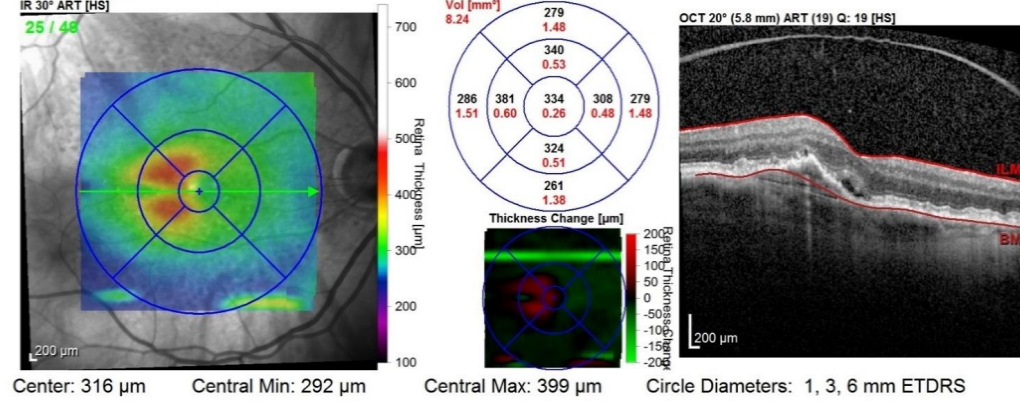 IR 30° ART [HS]
25 / 48
700
600
500
400
300
200
100
Retina Thickness [µm]
200 µm
Vol [mm³]
8.24
279
1.48
340
0.53
286
1.51
381
0.60
334
0.26
308
0.48
279
1.48
324
0.51
261
1.38
Thickness Change [µm]
200
150
100
50
0
-50
-100
-150
-200
Retina Thickness Change
OCT 20° (5.8 mm) ART (19) Q: 19 [HS]
ILM
BM
200 µm
Center: 316 µm Central Min: 292 µm Central Max: 399 µm Circle Diameters: 1, 3, 6 mm ETDRS